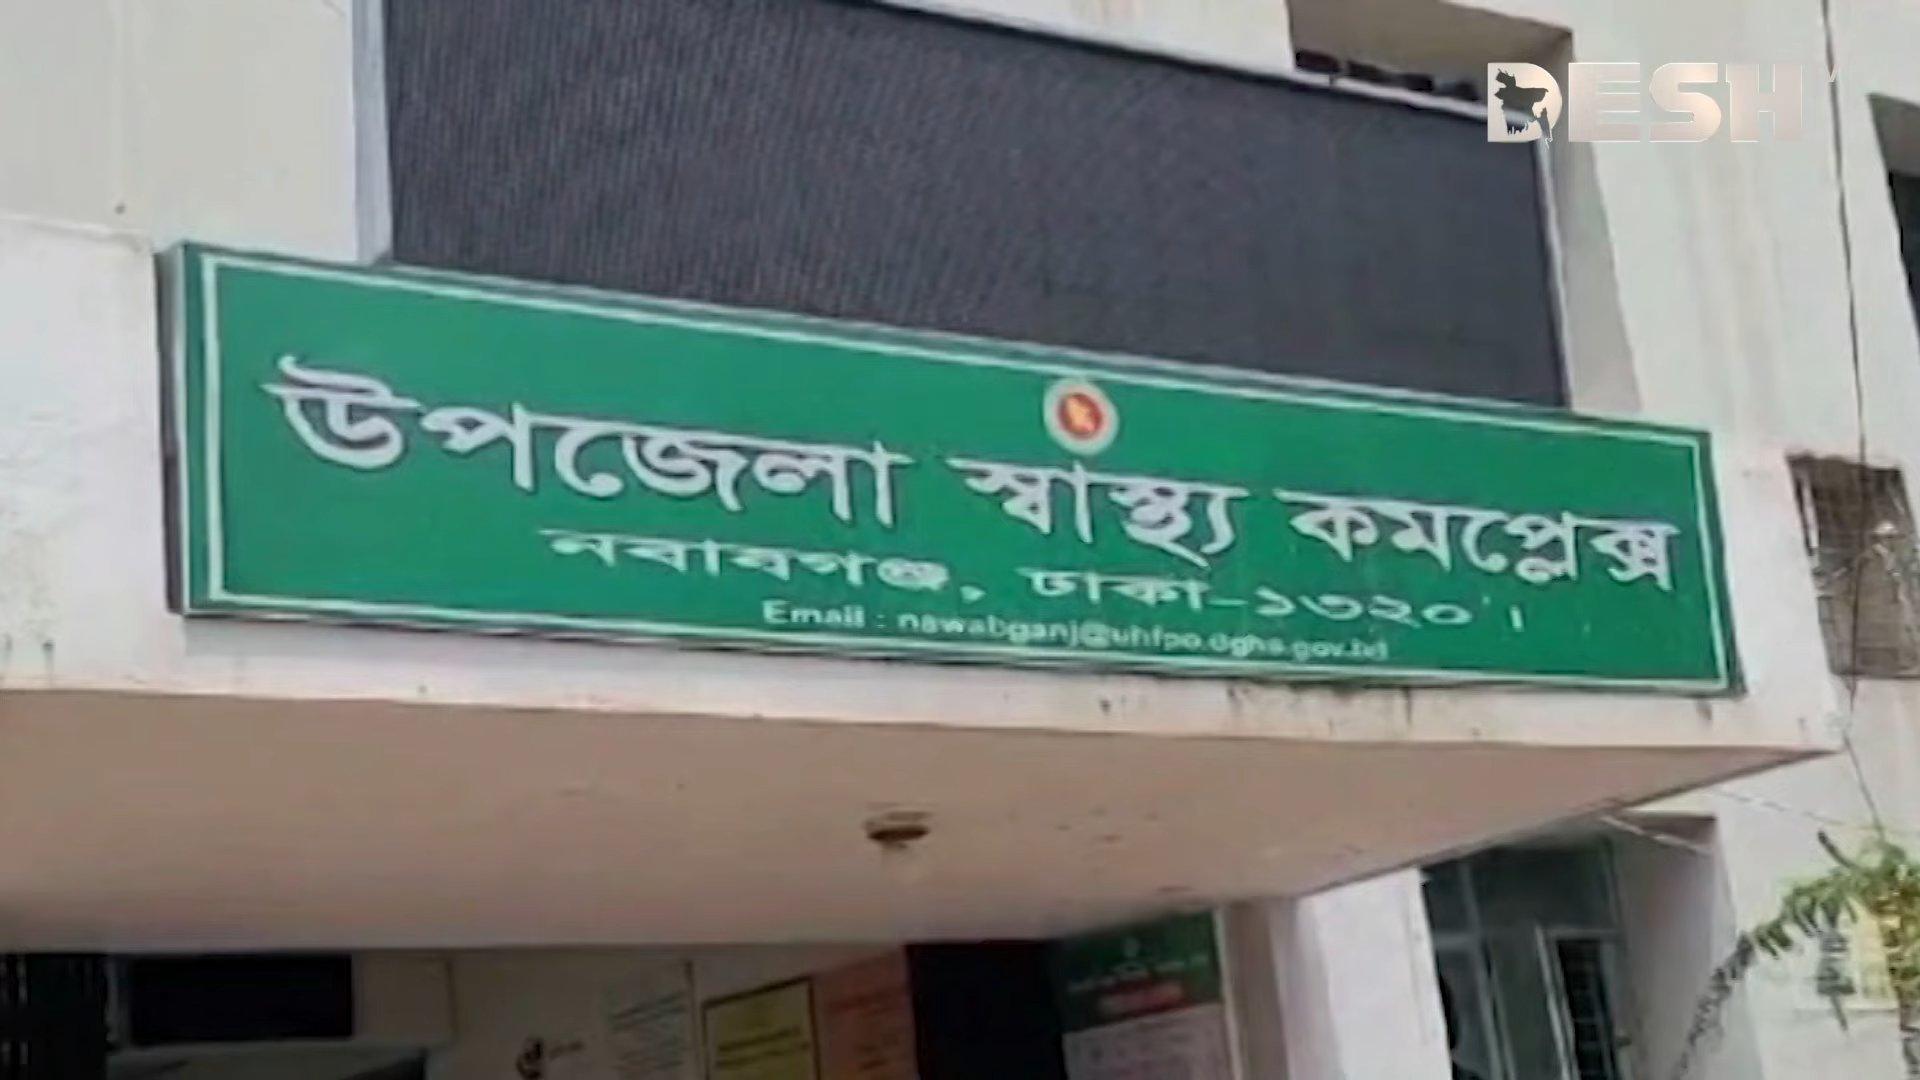 DESH
উপজেলা স্বাস্থ্য কমপ্লেক্স
নবাবগঞ্জ, ঢাকা-১৩২০ ।
Email : nawabganj@uhfpo.dghs.gov.bd